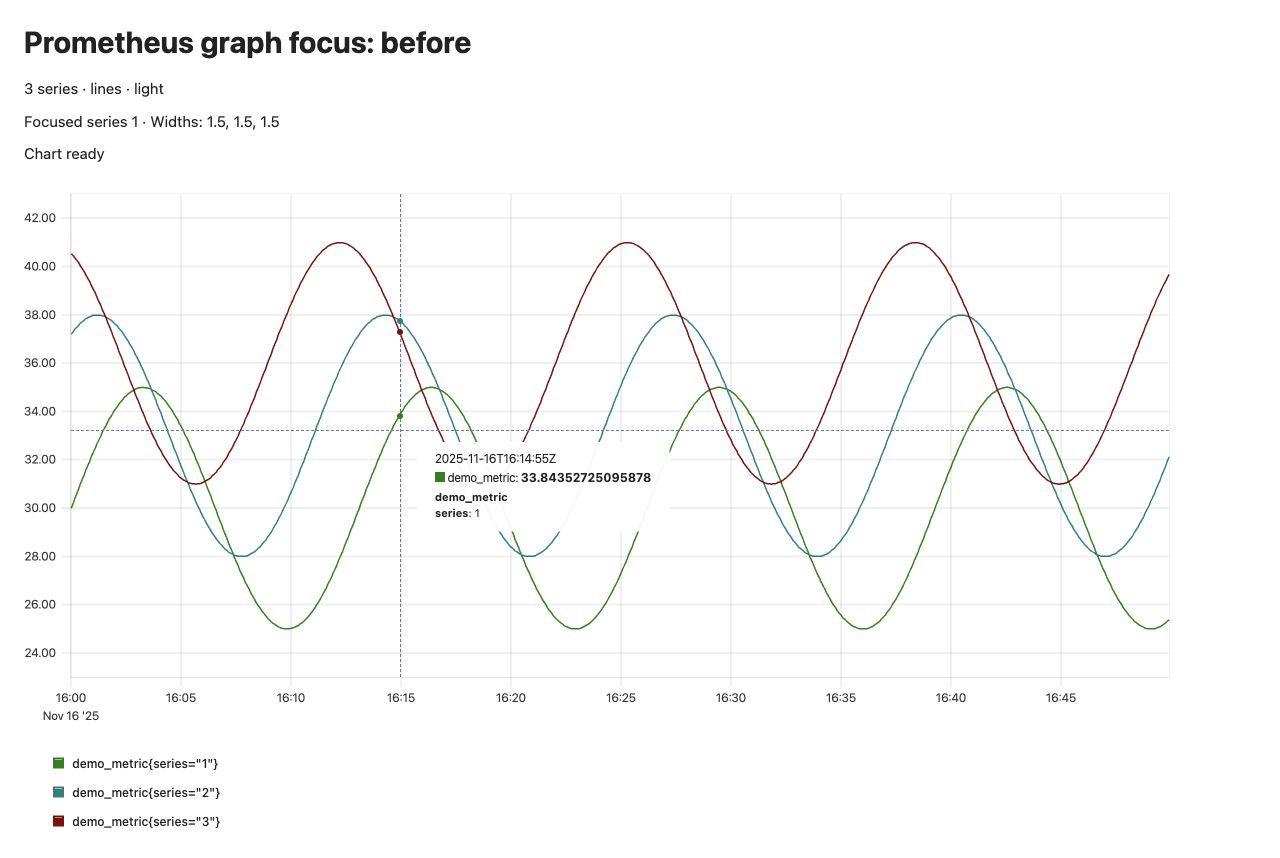 Prometheus graph focus: before
3 series · lines · light
Focused series 1 · Widths: 1.5, 1.5, 1.5
Chart ready
42.00
40.00
38.00
36.00
34.00
32.00
30.00
28.00
26.00
24.00
2025-11-16T16:14:55Z
demo_metric: 33.84352725095878
demo_metric
series: 1
16:00 16:05 16:10 16:15 16:20 16:25 16:30 16:35 16:40 16:45
Nov 16 '25
demo_metric{series="1"}
demo_metric{series="2"}
demo_metric{series="3"}